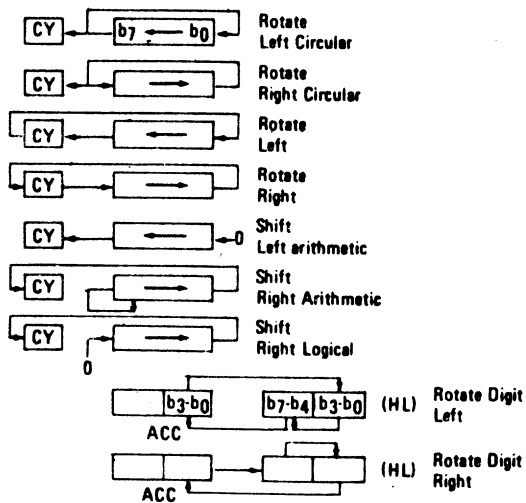 CY b7 b0 Rotate
Left Circular
CY Rotate
Right Circular
CY Rotate
Left
CY Rotate
Right
CY 0 Shift
Left arithmetic
CY Shift
Right Arithmetic
CY Shift
0 Right Logical
b3-b0 b7-b4 b3-b0 (HL) Rotate Digit
ACC Left
(HL) Rotate Digit
ACC Right